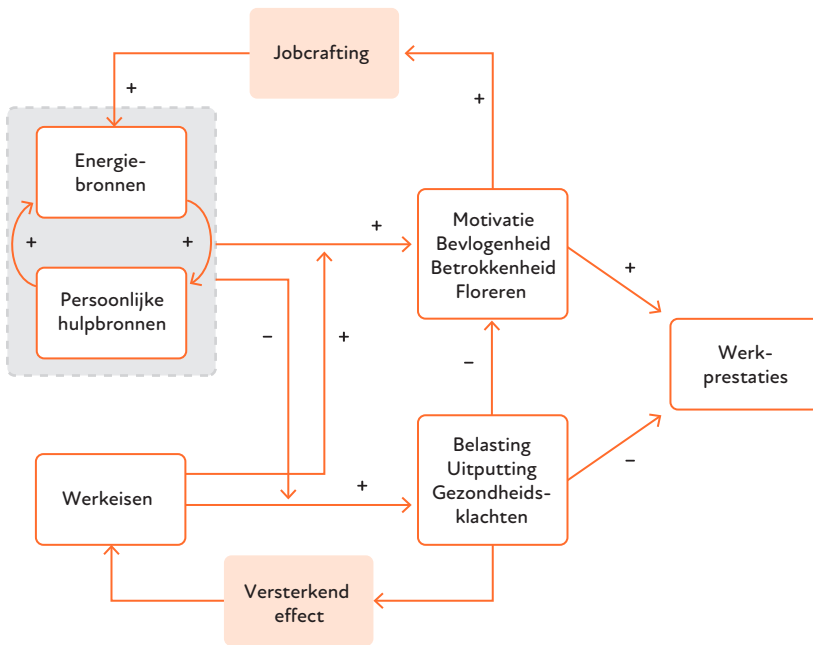 Jobcrafting
+
+
Energie-
bronnen
+
+
+
Persoonlijke
hulpbronnen
–
+
Motivatie
Bevlogenheid
Betrokkenheid
Floreren
+
–
Werk-
prestaties
Werkeisen
+
Belasting
Uitputting
Gezondheids-
klachten
–
Versterkend
effect